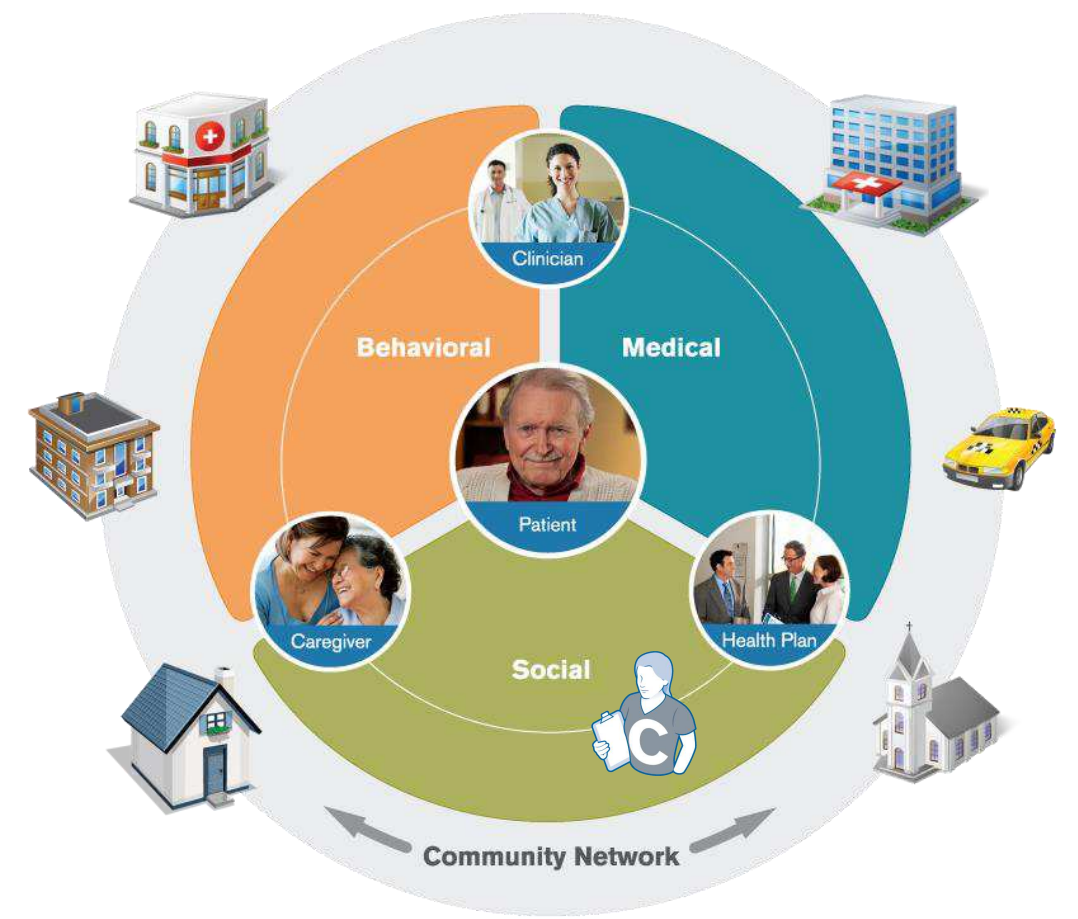 Clinician
Behavioral
Medical
Patient
Caregiver
Health Plan
Social
C
Community Network